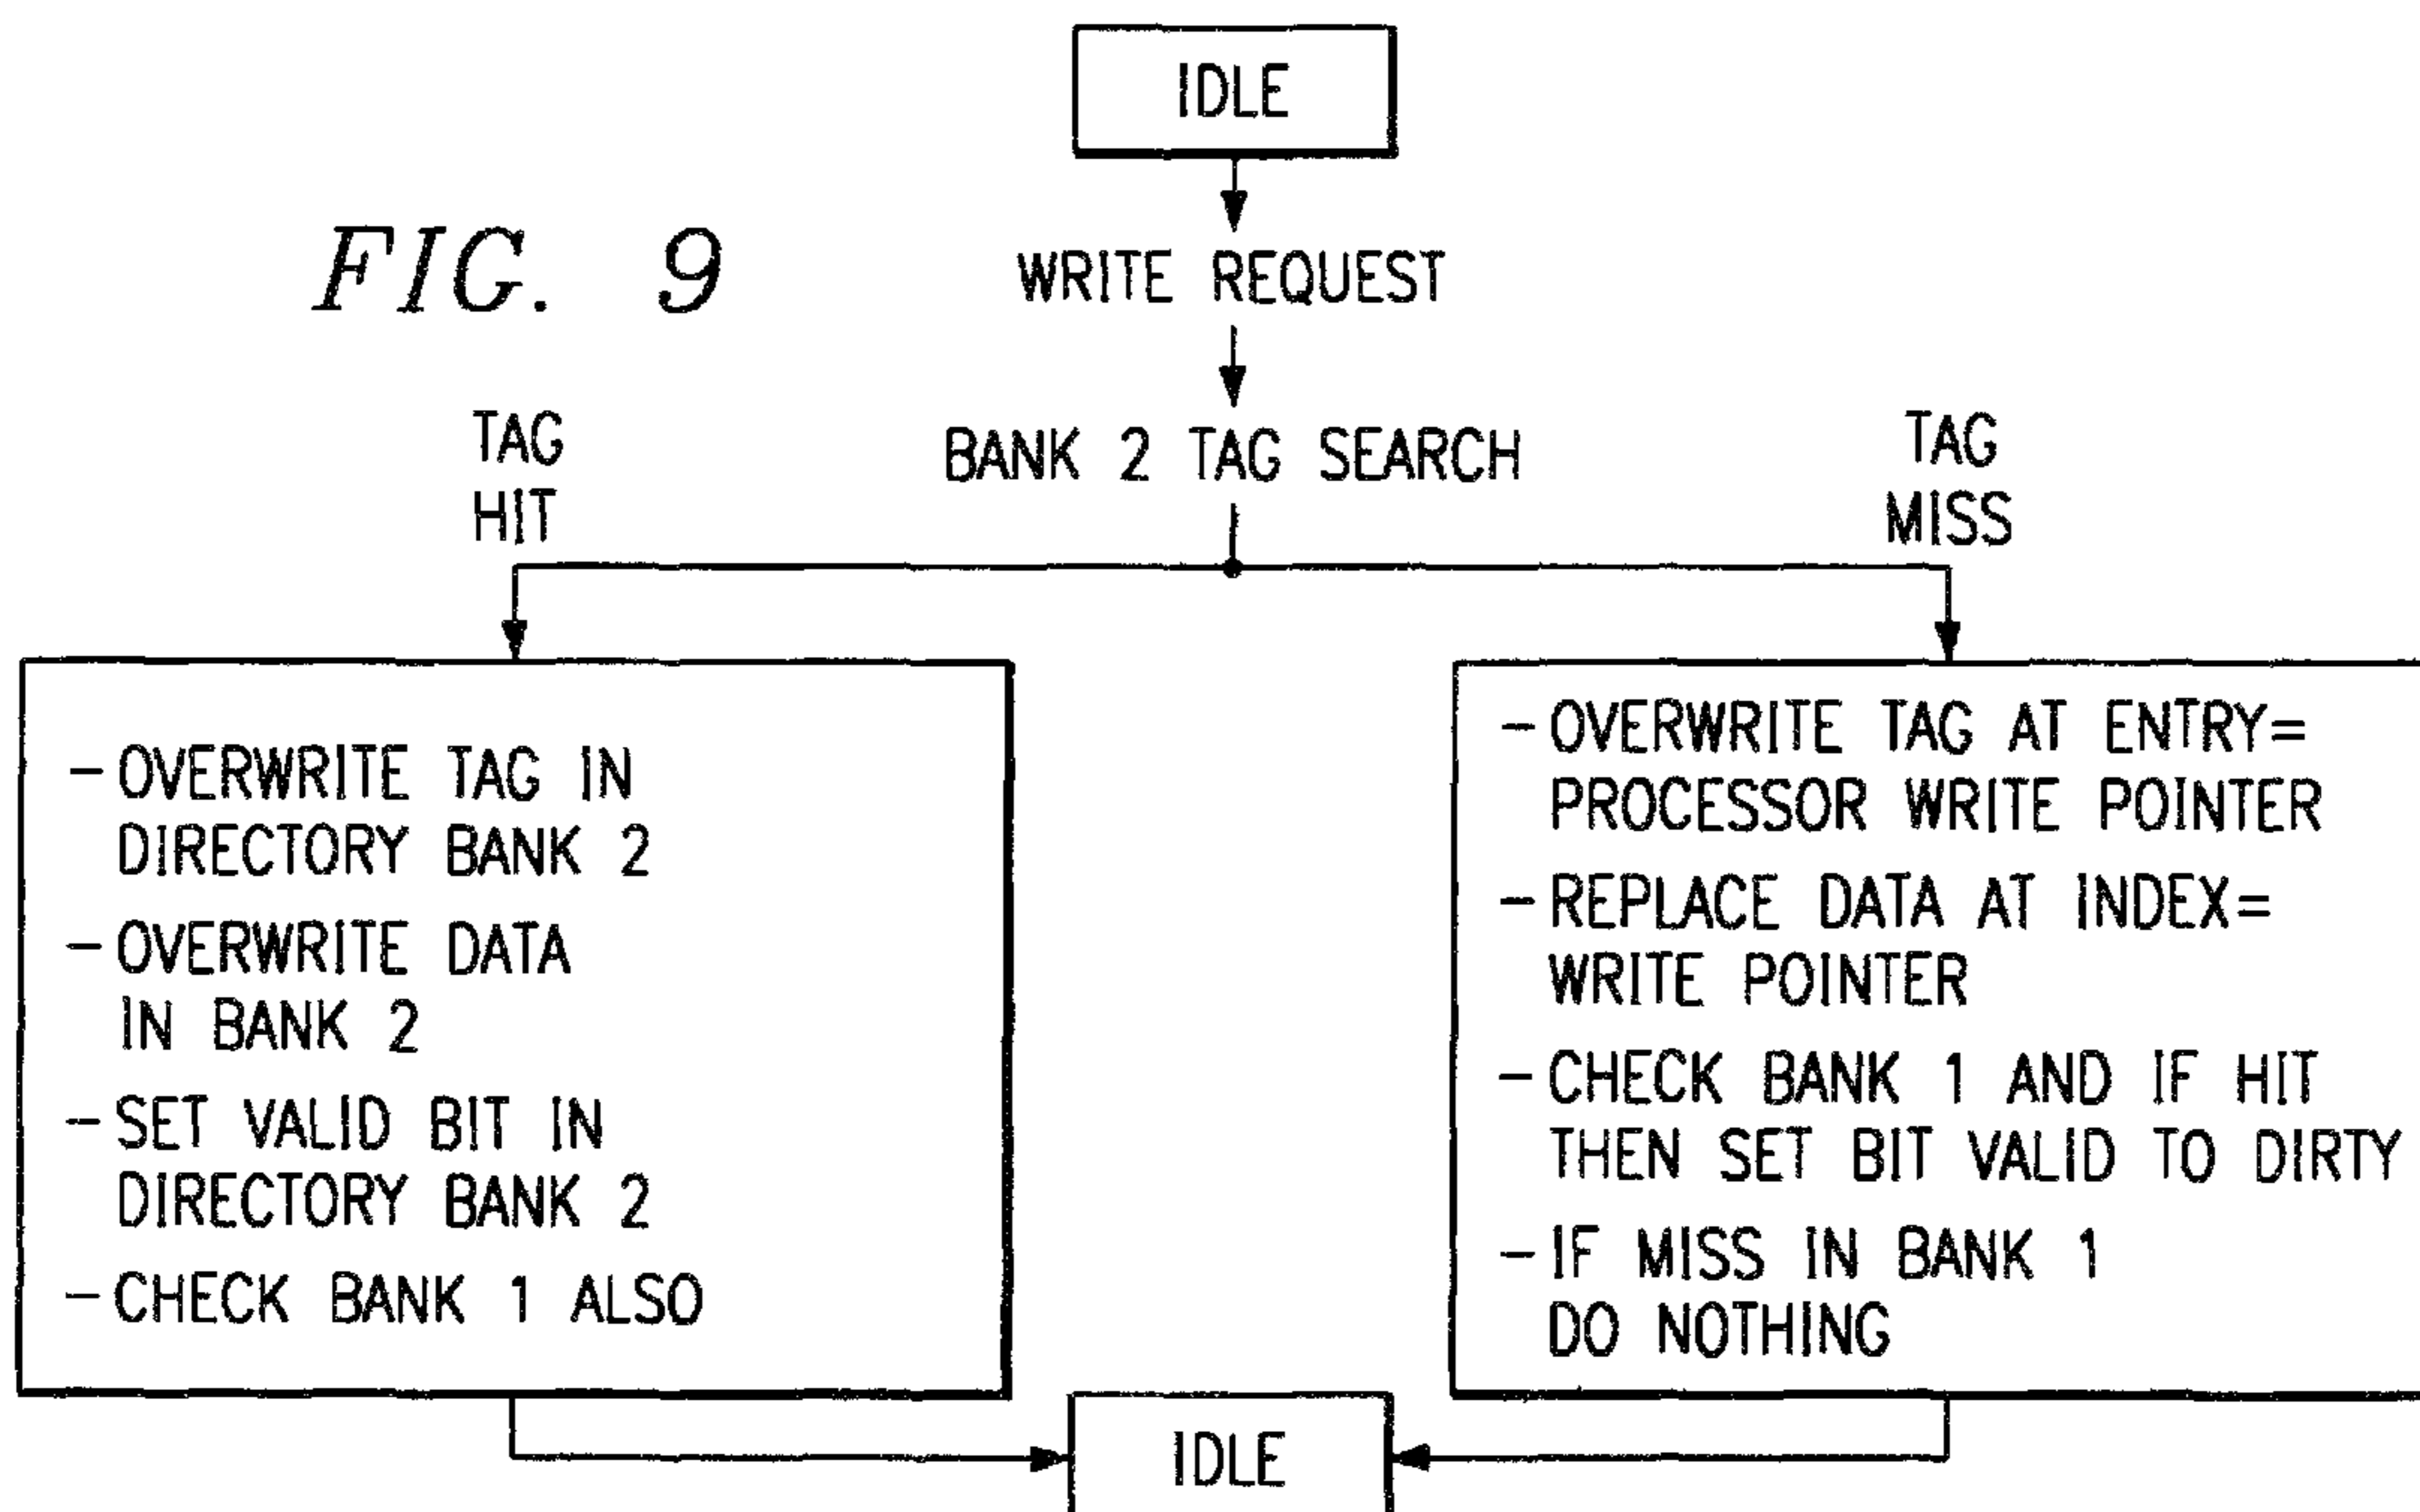 IDLE
FIG. 9
WRITE REQUEST
BANK 2 TAG SEARCH
TAG
HIT
TAG
MISS
- OVERWRITE TAG IN
DIRECTORY BANK 2
- OVERWRITE DATA
IN BANK 2
- SET VALID BIT IN
DIRECTORY BANK 2
- CHECK BANK 1 ALSO
- OVERWRITE TAG AT ENTRY=
PROCESSOR WRITE POINTER
- REPLACE DATA AT INDEX=
WRITE POINTER
- CHECK BANK 1 AND IF HIT
THEN SET BIT VALID TO DIRTY
- IF MISS IN BANK 1
DO NOTHING
IDLE